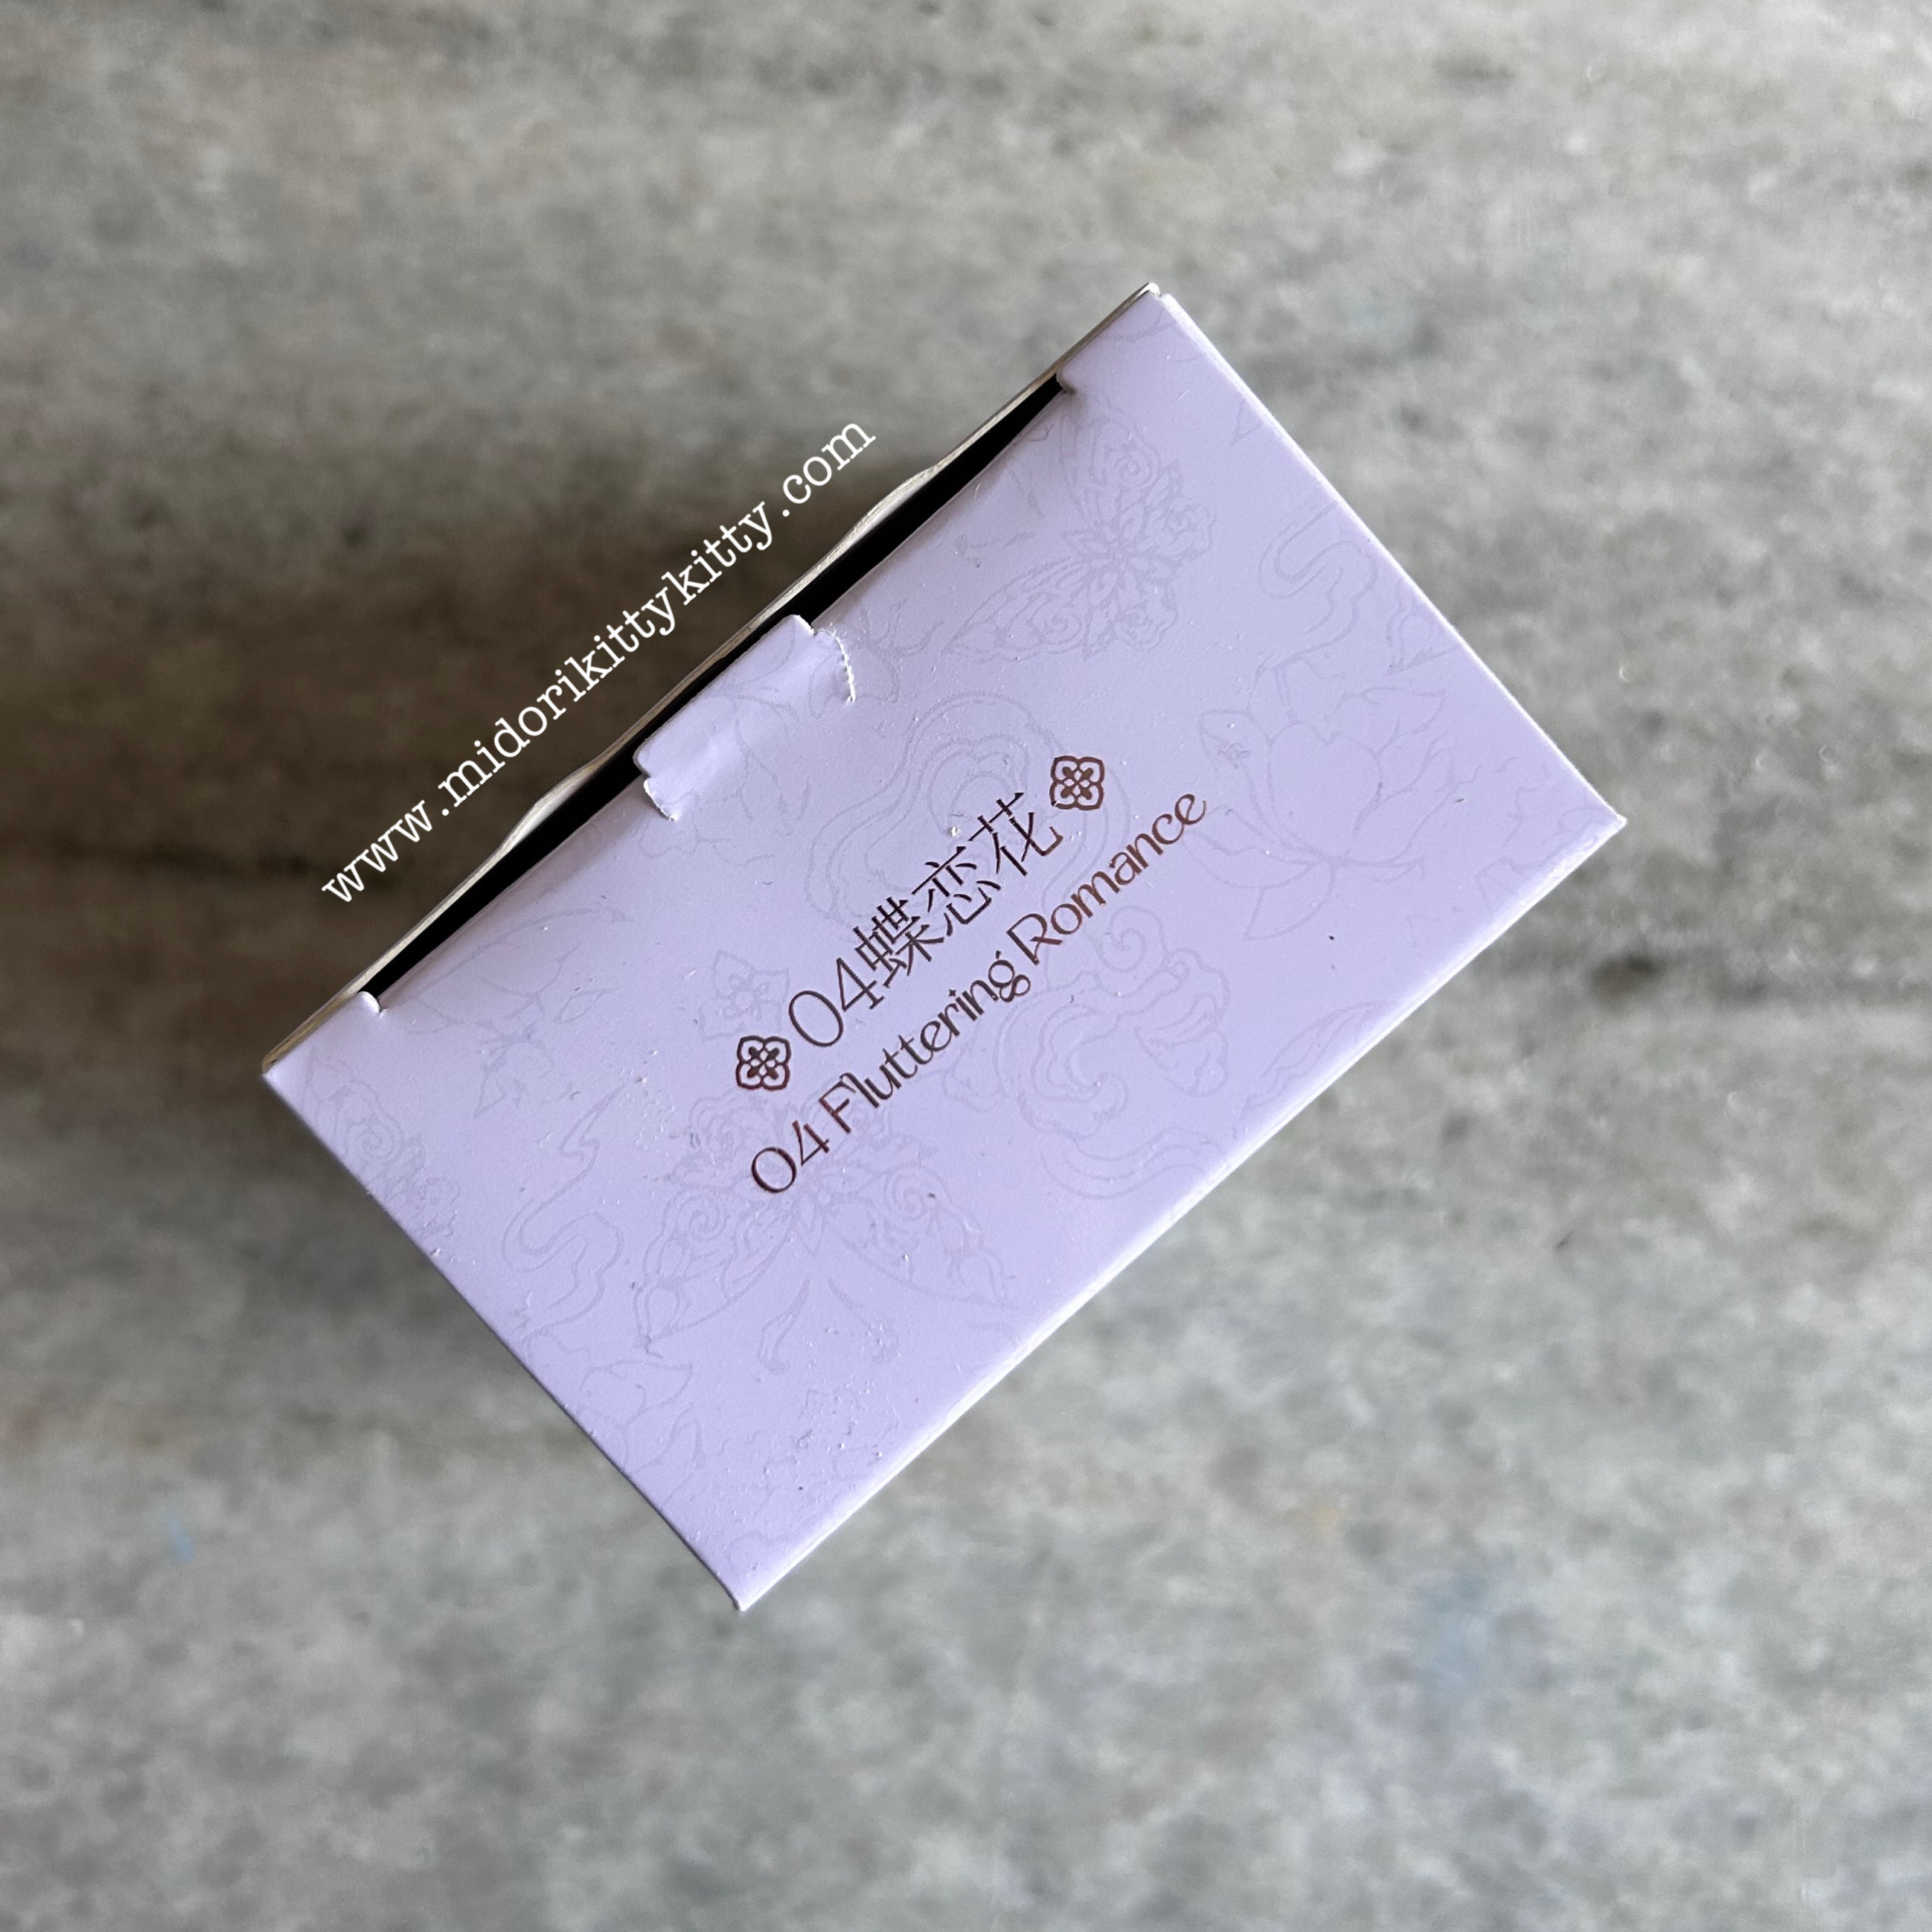 www.midorikittykitty.com
04蝶恋花
04 Fluttering Romance